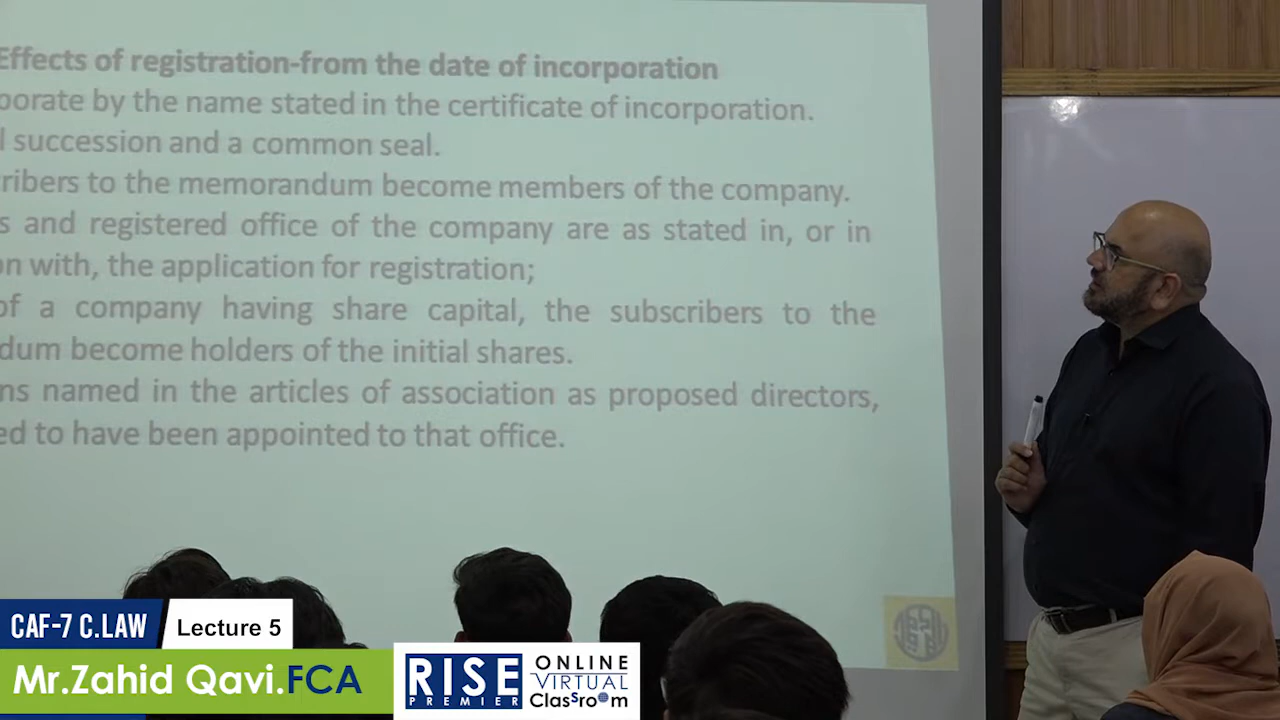 Effects of registration-from the date of incorporation
porate by the name stated in the certificate of incorporation.
l succession and a common seal.
ribers to the memorandum become members of the company.
s and registered office of the company are as stated in, or in
on with, the application for registration;
of a company having share capital, the subscribers to the
dum become holders of the initial shares.
ns named in the articles of association as proposed directors,
ed to have been appointed to that office.
CAF-7 C.LAW
Lecture 5
Mr.Zahid Qavi.FCA
RISE
PREMIER
ONLINE
VIRTUAL
ClasSroom